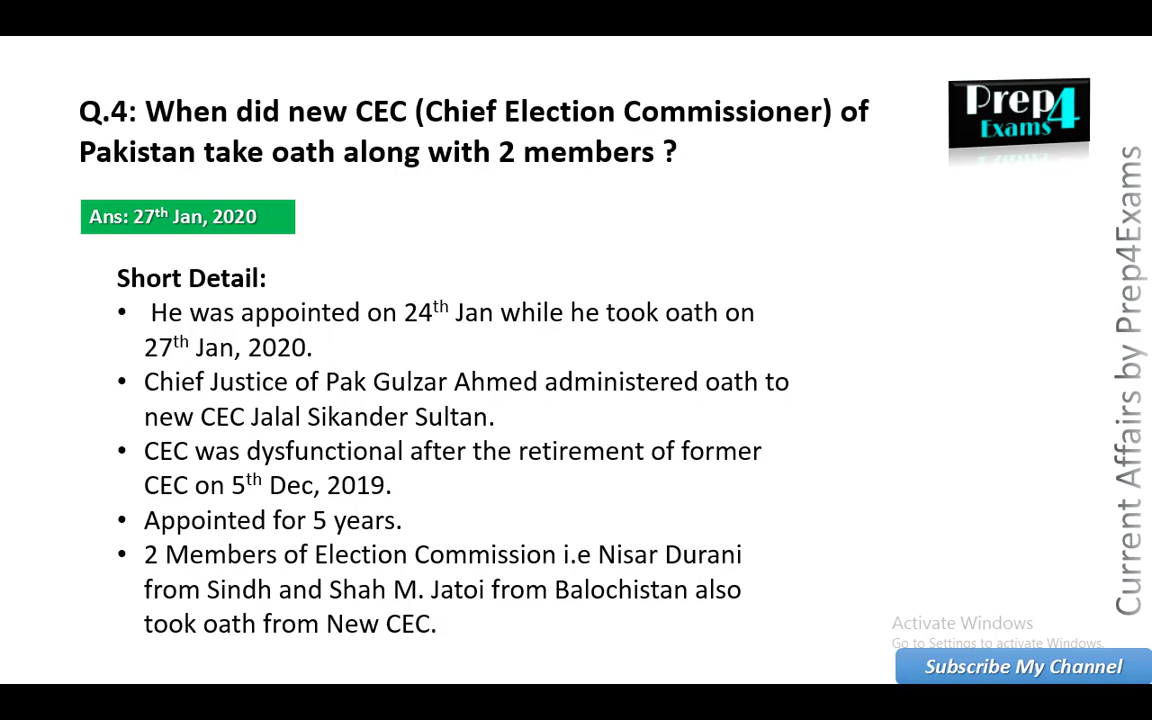 Q.4: When did new CEC (Chief Election Commissioner) of
Pakistan take oath along with 2 members ?
Prep4
Exams
Ans: 27th Jan, 2020
Short Detail:
• He was appointed on 24th Jan while he took oath on
27th Jan, 2020.
• Chief Justice of Pak Gulzar Ahmed administered oath to
new CEC Jalal Sikander Sultan.
• CEC was dysfunctional after the retirement of former
CEC on 5th Dec, 2019.
• Appointed for 5 years.
• 2 Members of Election Commission i.e Nisar Durani
from Sindh and Shah M. Jatoi from Balochistan also
took oath from New CEC.
Current Affairs by Prep4Exams
Activate Windows
Go to Settings to activate Windows.
Subscribe My Channel